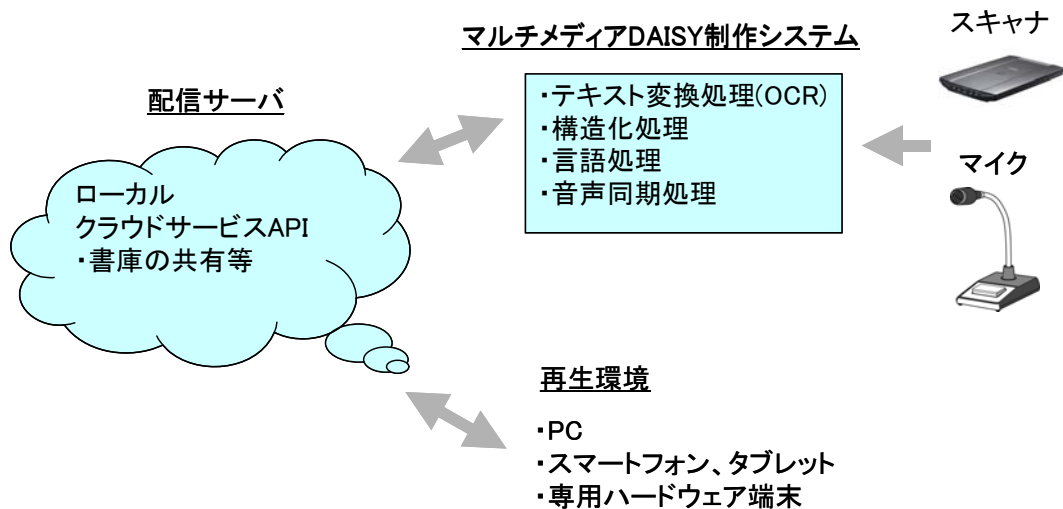 スキャナ
マルチメディアDAISY制作システム
配信サーバ
・テキスト変換処理(OCR)
・構造化処理
・言語処理
・音声同期処理
マイク
ローカル
クラウドサービスAPI
・書庫の共有等
再生環境
・PC
・スマートフォン、タブレット
・専用ハードウェア端末